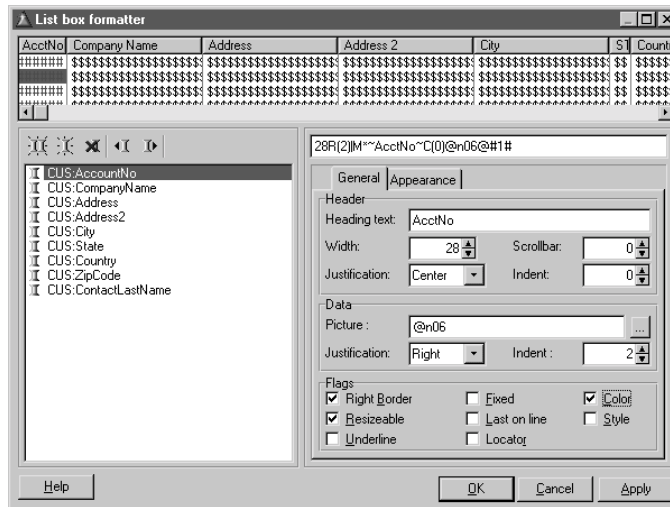 List box formatter
AcctNo Company Name Address Address 2 City ST Count
###### $$$$$$$$$$$$$$$$$$$$ $$$$$$$$$$$$$$$$$$$$ $$$$$$$$$$$$$$$$$$$$ $$$$$$$$$$$$$$$$$$$$ $$ $$$$$
$$$$$$$$$$$$$$$$$$$$ $$$$$$$$$$$$$$$$$$$$ $$$$$$$$$$$$$$$$$$$$ $$$$$$$$$$$$$$$$$$$$ $$ $$$$$
###### $$$$$$$$$$$$$$$$$$$$ $$$$$$$$$$$$$$$$$$$$ $$$$$$$$$$$$$$$$$$$$ $$$$$$$$$$$$$$$$$$$$ $$ $$$$$
28R(2)|M*~AcctNo~C(0)@n06@#1#
CUS:AccountNo
CUS:CompanyName
CUS:Address
CUS:Address2
CUS:City
CUS:State
CUS:Country
CUS:ZipCode
CUS:ContactLastName
General Appearance
Header
Heading text: AcctNo
Width: 28 Scrollbar: 0
Justification: Center Indent: 0
Data
Picture : @n06 ...
Justification: Right Indent : 2
Flags
Right Border Fixed Color
Resizeable Last on line Style
Underline Locator
Help OK Cancel Apply